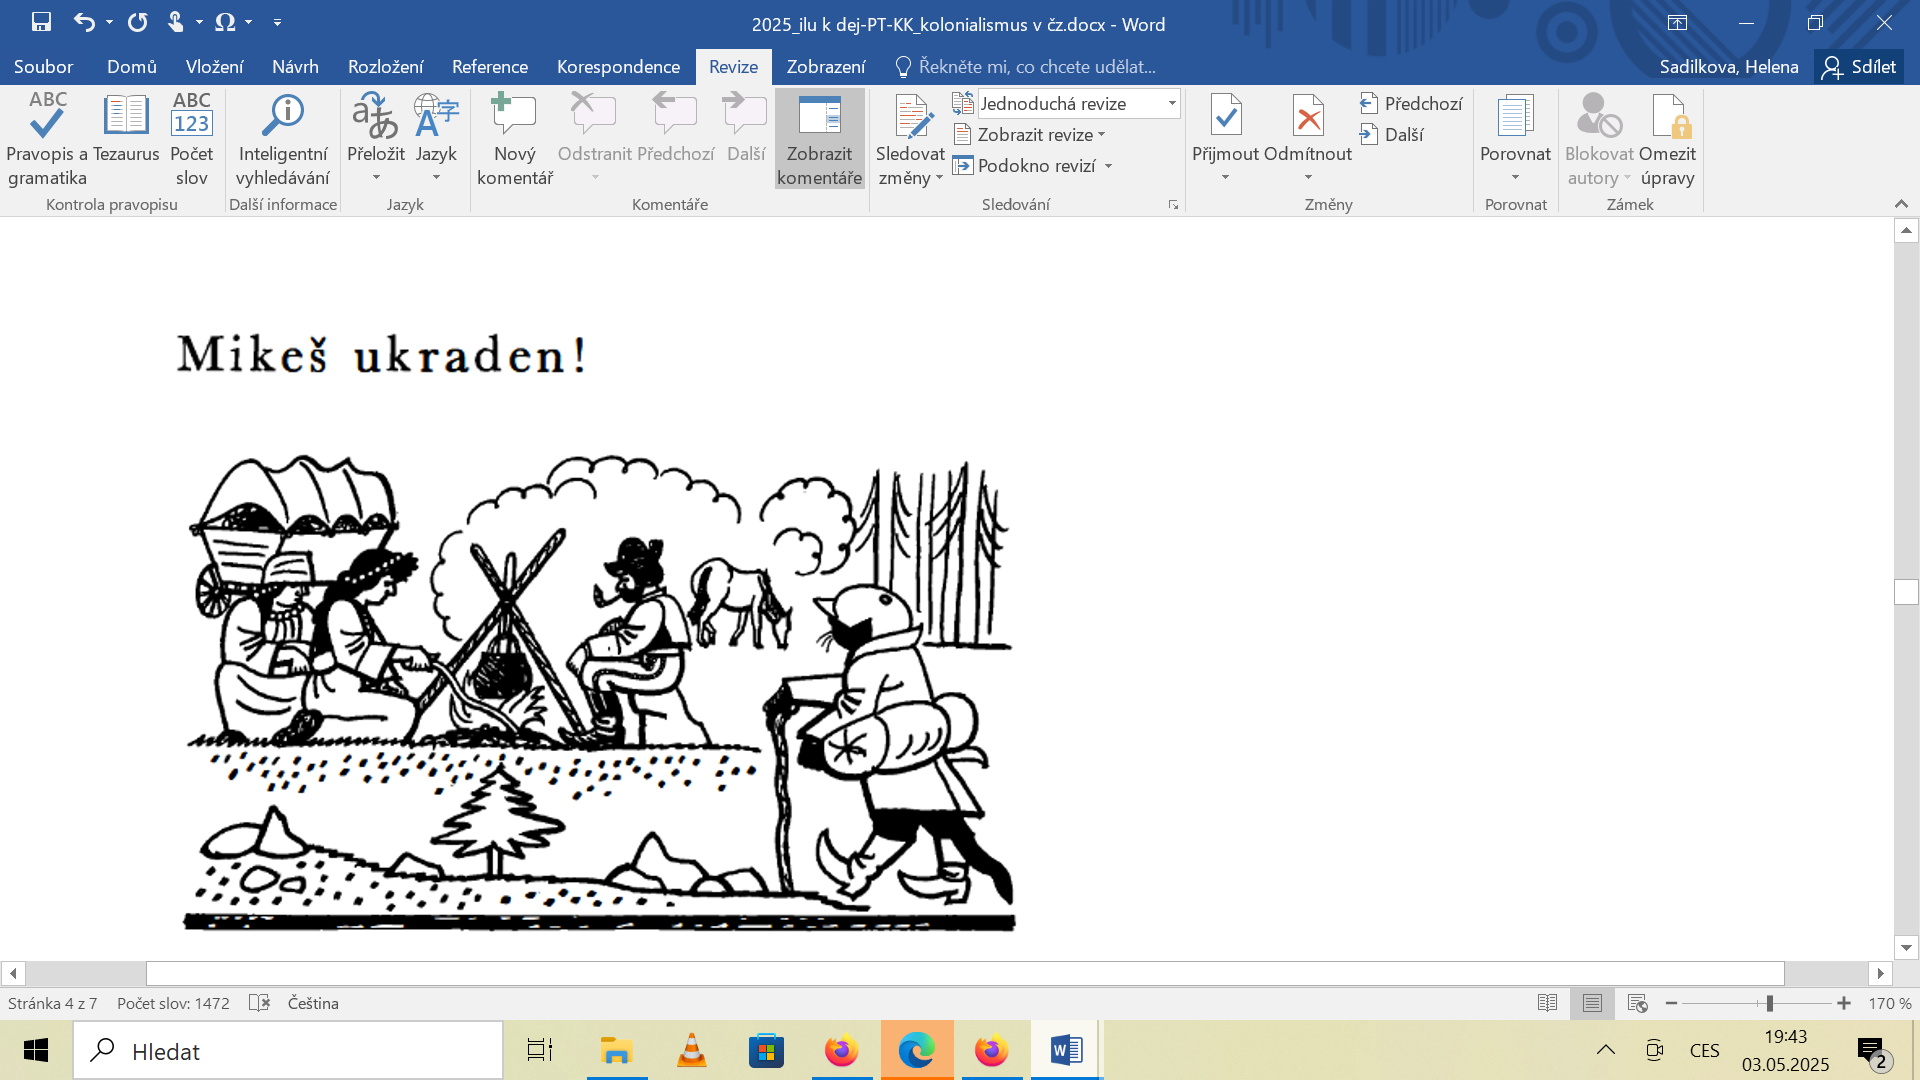 2025_ilu k dej-PT-KK_kolonialismus v čz.docx - Word
Soubor Domů Vložení Návrh Rozložení Reference Korespondence Revize Zobrazení Řekněte mi, co chcete udělat... Sadilkova, Helena Sdílet
Pravopis a gramatika
Tezaurus
Počet slov
Kontrola pravopisu
Inteligentní vyhledávání
Další informace
Přeložit
Jazyk
Jazyk
Nový komentář
Odstranit
Předchozí
Další
Zobrazit komentáře
Komentáře
Sledovat změny
Jednoduchá revize
Zobrazit revize
Podokno revizí
Sledování
Přijmout
Odmítnout
Předchozí
Další
Změny
Porovnat
Porovnat
Blokovat autory
Omezit úpravy
Zámek
Mikeš ukraden!
Stránka 4 z 7 Počet slov: 1472 Čeština 170 %
Hledat
CES
19:43
03.05.2025
2